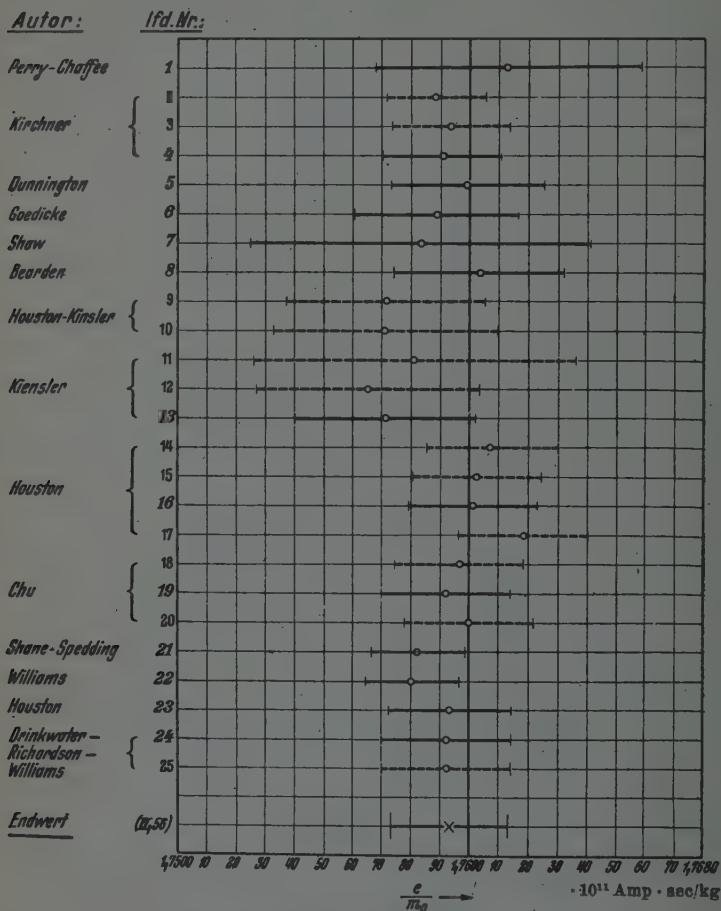 Autor: lfd.Nr.:
Perry-Chaffee 1
2
Kirchner 3
4
Dunnington 5
Goedicke 6
Shaw 7
Bearden 8
9
Houston-Kinsler
10
11
Kiensler 12
13
14
15
Houston
16
17
18
Chu 19
20
Shane-Spedding 21
Williams 22
Houston 23
Drinkwater- 24
Richardson-
Williams 25
Endwert (II,56)
1,7500 10 20 30 40 50 60 70 80 90 1,7600 10 20 30 40 50 60 70 1,7680
e
m₀ · 10¹¹ Amp · sec/kg